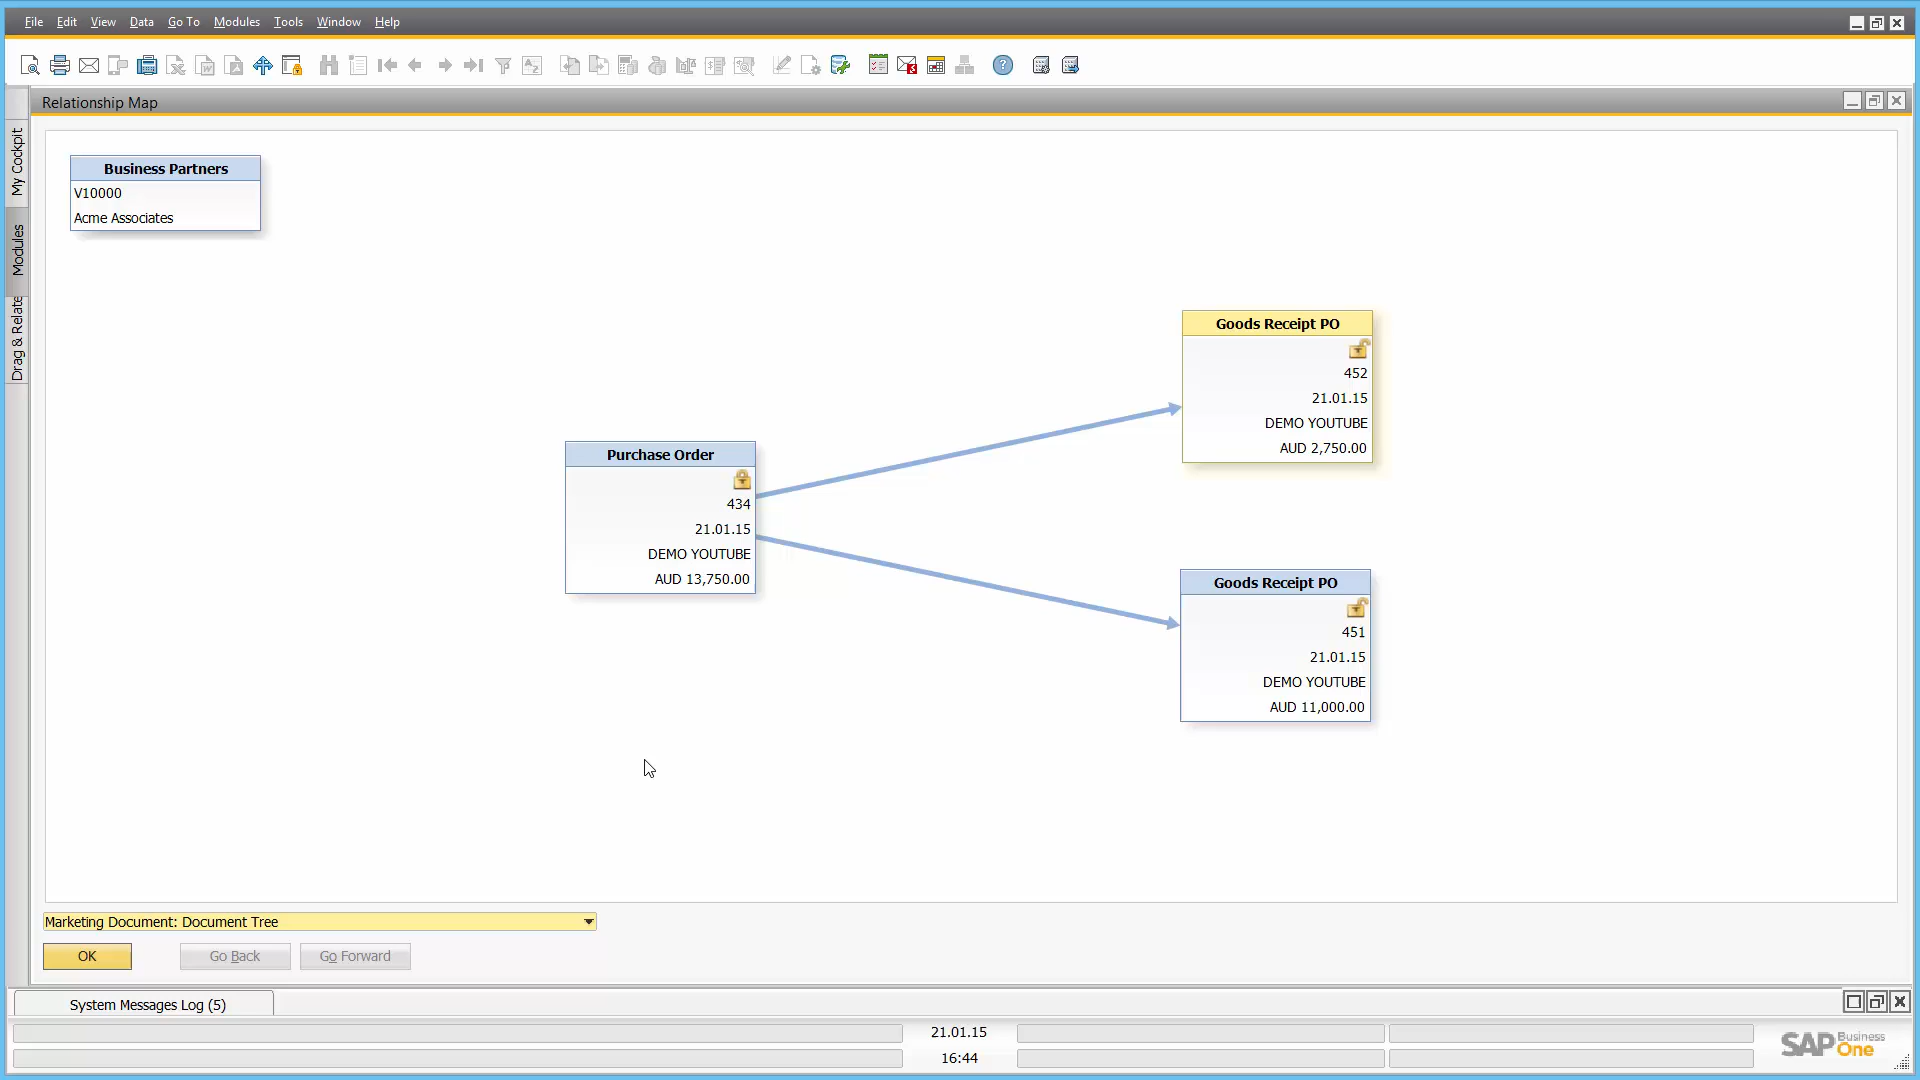 File Edit View Data Go To Modules Tools Window Help
Relationship Map
My Cockpit
Modules
Drag & Relate
Business Partners
V10000
Acme Associates
Goods Receipt PO
452
21.01.15
DEMO YOUTUBE
AUD 2,750.00
Purchase Order
434
21.01.15
DEMO YOUTUBE
AUD 13,750.00
Goods Receipt PO
451
21.01.15
DEMO YOUTUBE
AUD 11,000.00
Marketing Document: Document Tree
OK Go Back Go Forward
System Messages Log (5)
21.01.15
16:44
SAP Business One